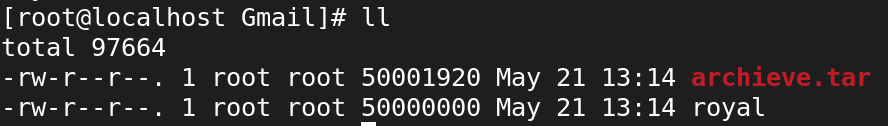 [root@localhost Gmail]# ll
total 97664
-rw-r--r--. 1 root root 50001920 May 21 13:14 archieve.tar
-rw-r--r--. 1 root root 50000000 May 21 13:14 royal